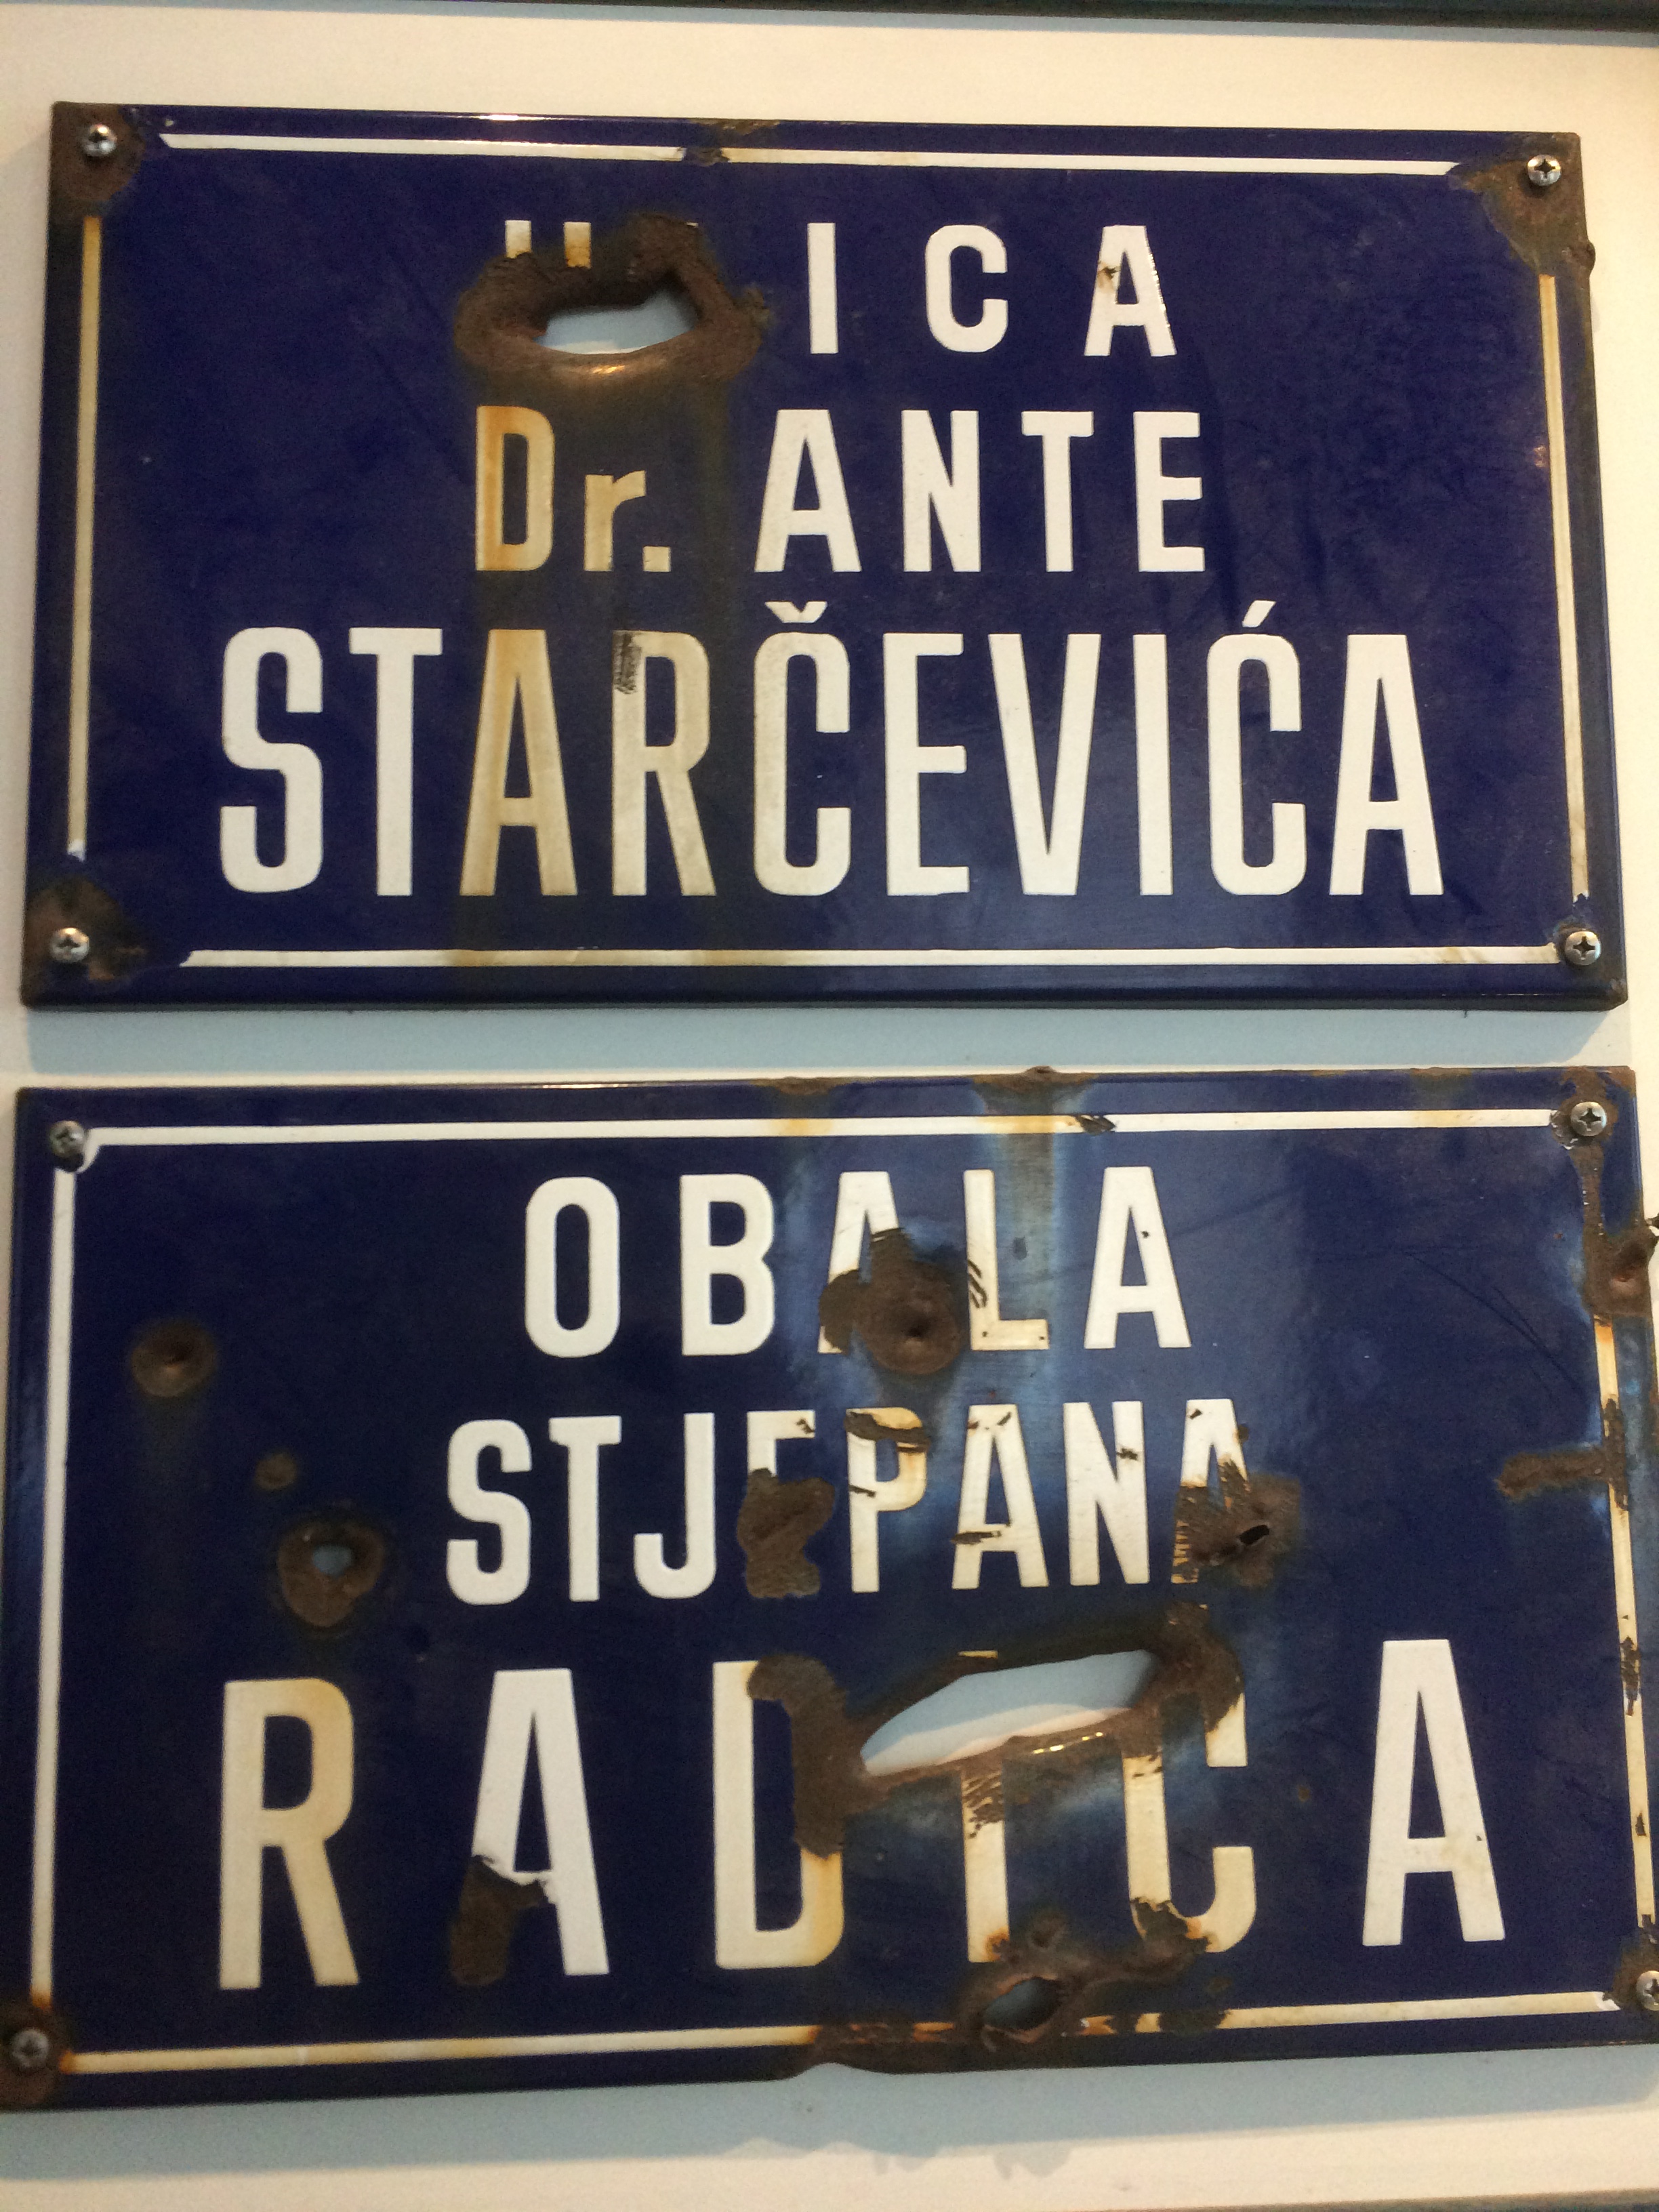 ULICA
Dr. ANTE
STARČEVIĆA
OBALA
STJEPANA
RADIĆA